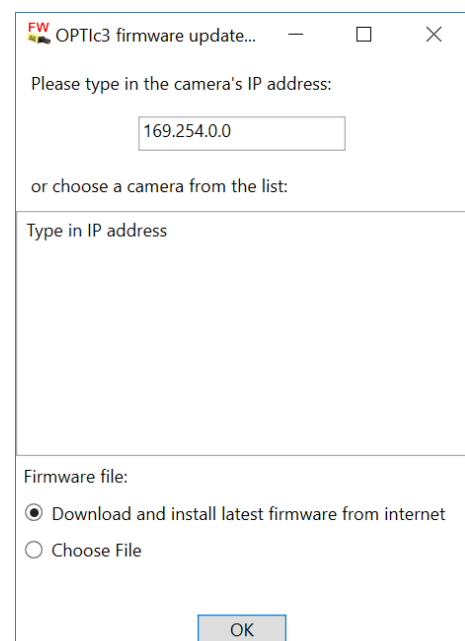 FW
OPTIc3 firmware update...
Please type in the camera's IP address:
169.254.0.0
or choose a camera from the list:
Type in IP address
Firmware file:
Download and install latest firmware from internet
Choose File
OK